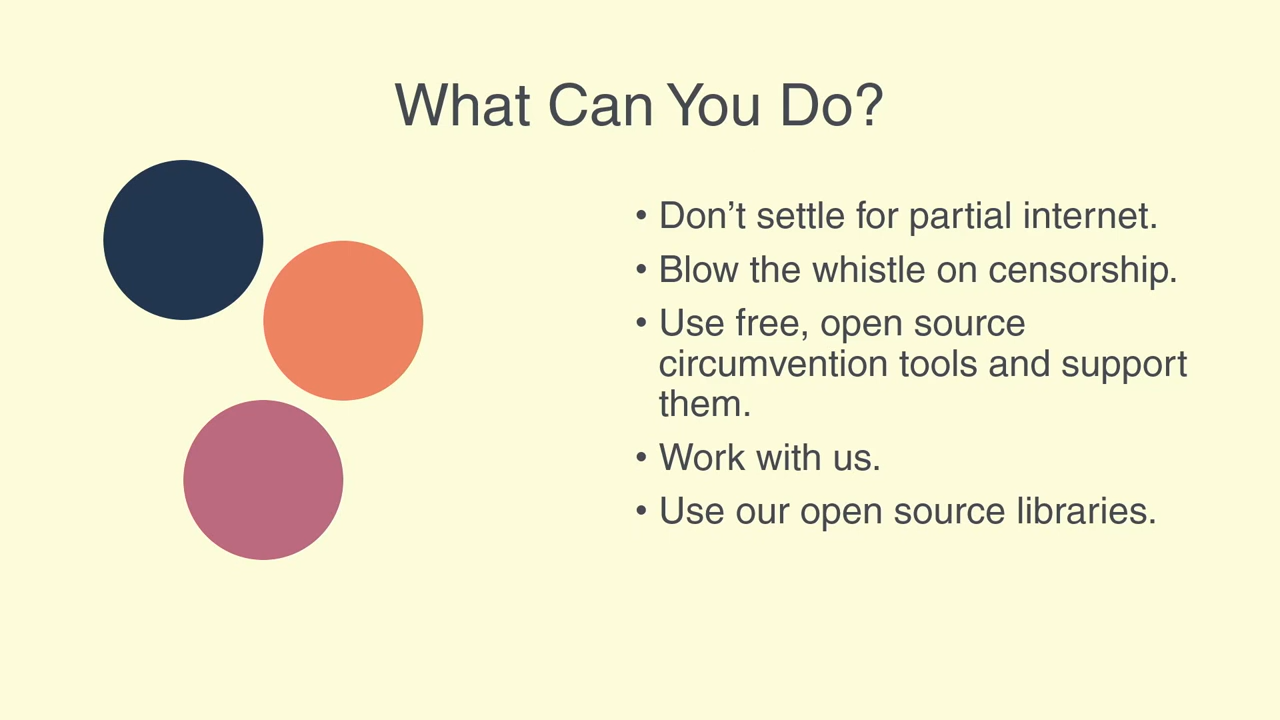 What Can You Do?
• Don’t settle for partial internet.
• Blow the whistle on censorship.
• Use free, open source
circumvention tools and support
them.
• Work with us.
• Use our open source libraries.